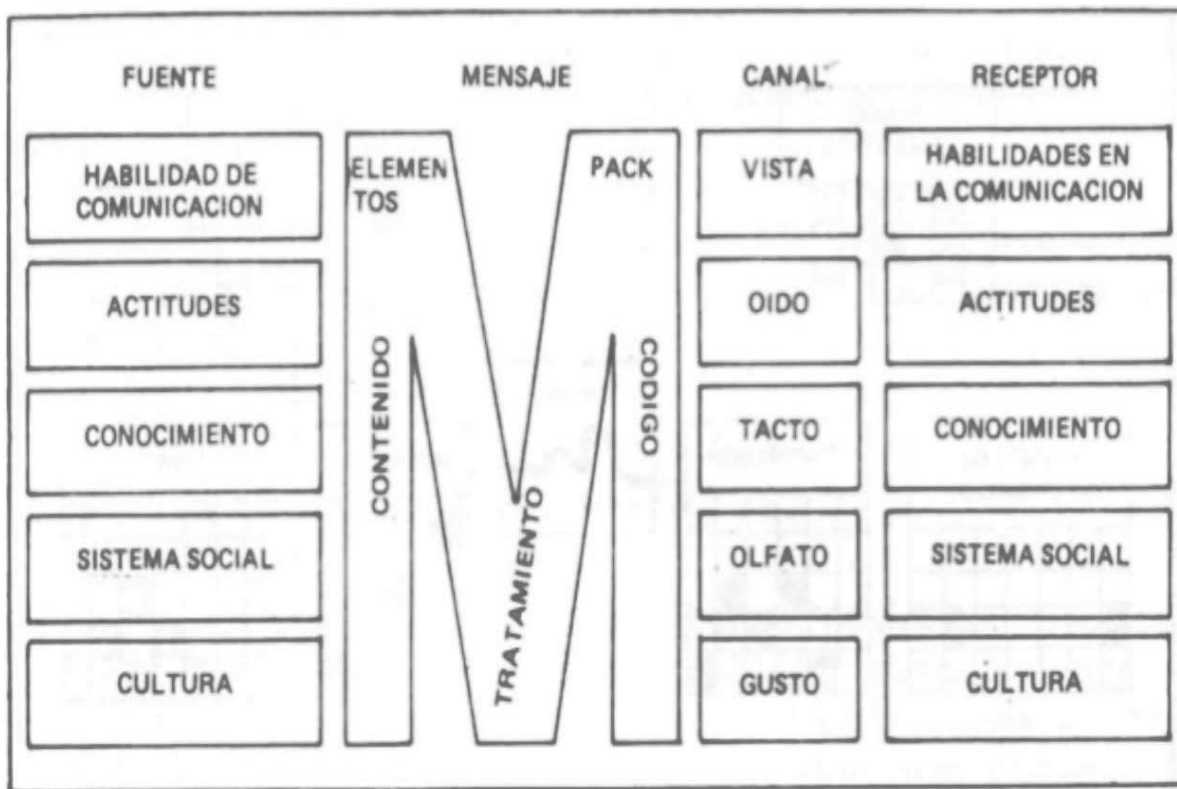 FUENTE
HABILIDAD DE
COMUNICACION
ACTITUDES
CONOCIMIENTO
SISTEMA SOCIAL
CULTURA
MENSAJE
ELEMEN
TOS
PACK
CONTENIDO
TRATAMIENTO
CODIGO
CANAL
VISTA
OIDO
TACTO
OLFATO
GUSTO
RECEPTOR
HABILIDADES EN
LA COMUNICACION
ACTITUDES
CONOCIMIENTO
SISTEMA SOCIAL
CULTURA